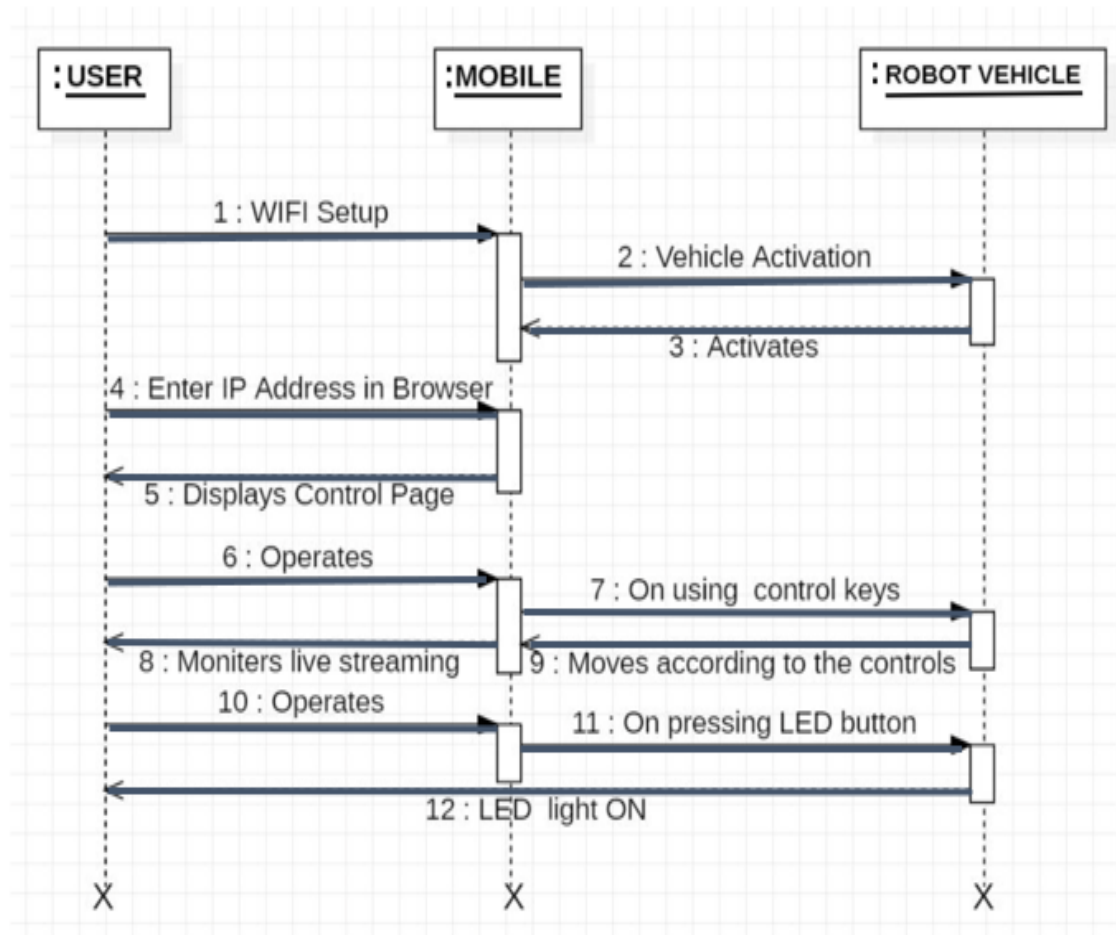 :USER
:MOBILE
:ROBOT VEHICLE
1 : WIFI Setup
2 : Vehicle Activation
3 : Activates
4 : Enter IP Address in Browser
5 : Displays Control Page
6 : Operates
7 : On using  control keys
8 : Moniters live streaming
9 : Moves according to the controls
10 : Operates
11 : On pressing LED button
12 : LED  light ON
X
X
X